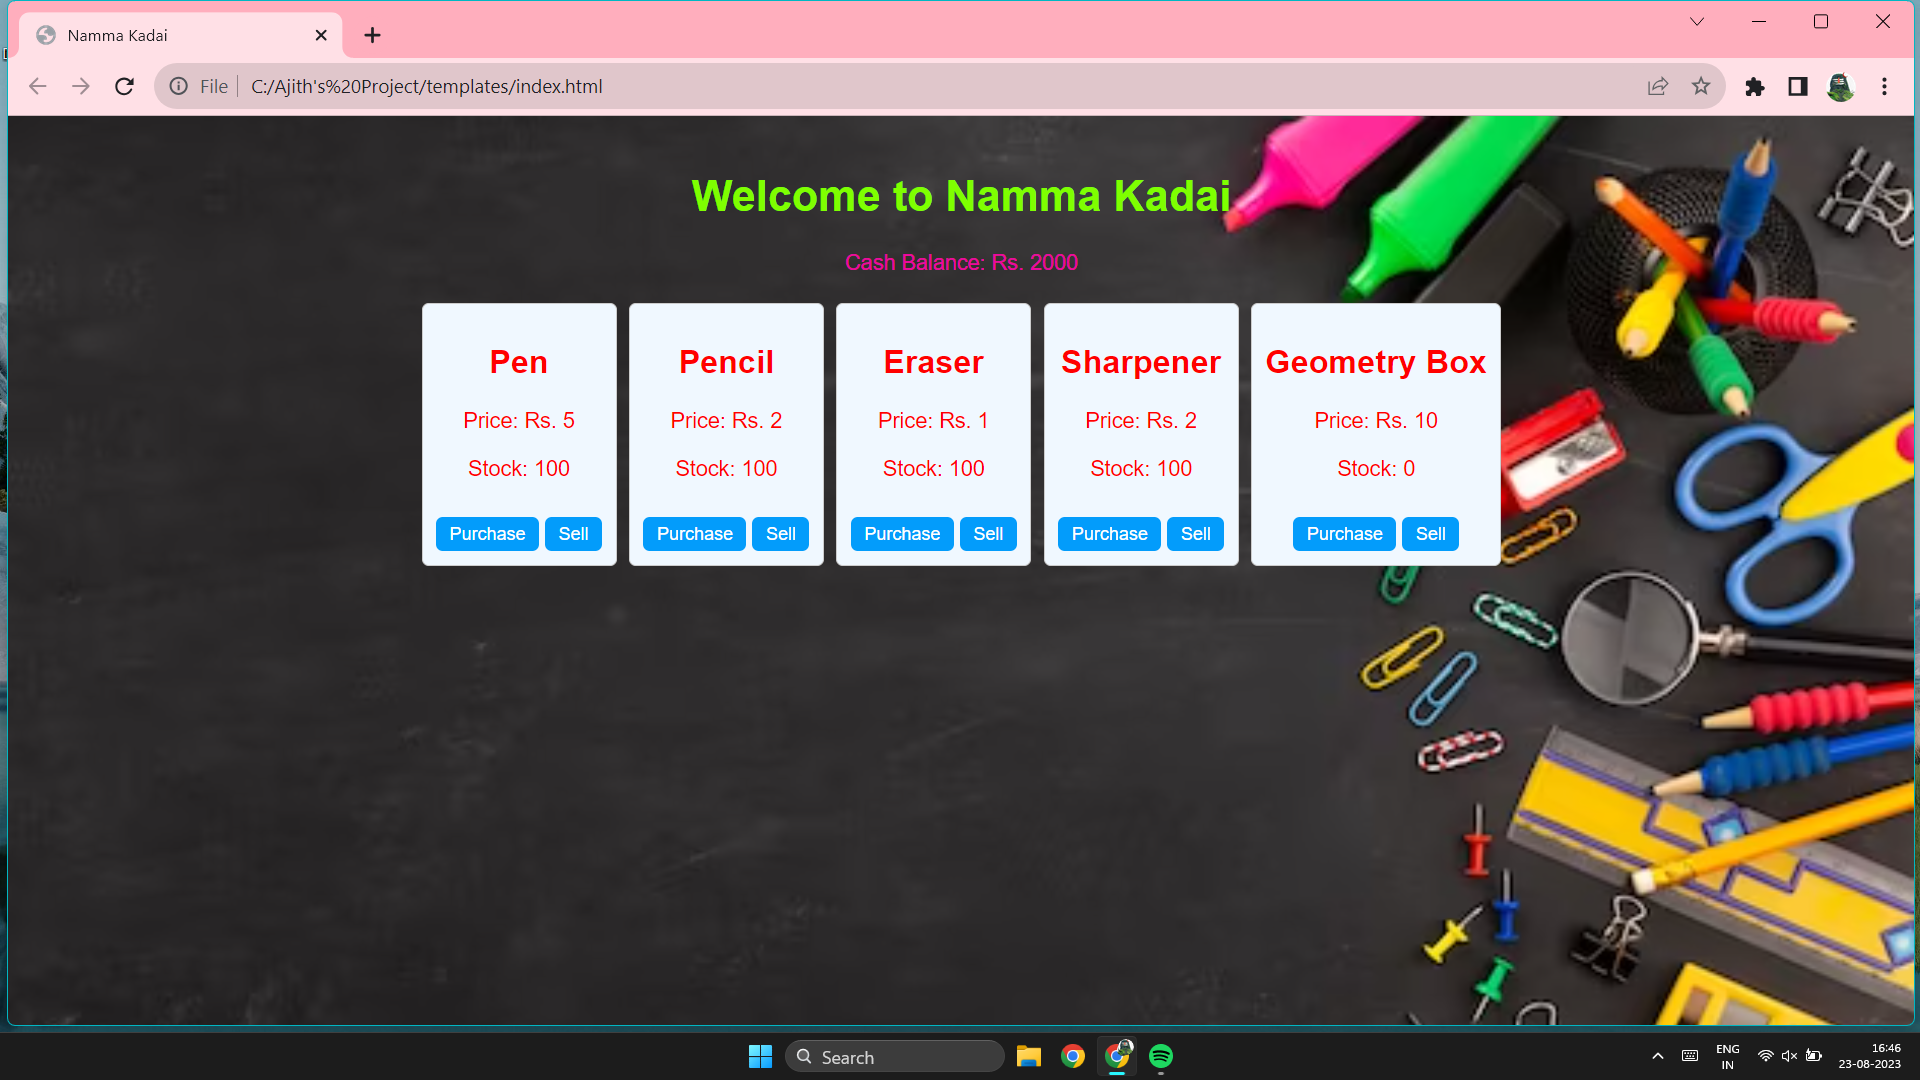 Namma Kadai
File
C:/Ajith's%20Project/templates/index.html
Welcome to Namma Kadai
Cash Balance: Rs. 2000
Pen
Price: Rs. 5
Stock: 100
Purchase Sell
Pencil
Price: Rs. 2
Stock: 100
Purchase Sell
Eraser
Price: Rs. 1
Stock: 100
Purchase Sell
Sharpener
Price: Rs. 2
Stock: 100
Purchase Sell
Geometry Box
Price: Rs. 10
Stock: 0
Purchase Sell
Search
ENG
IN
16:46
23-08-2023